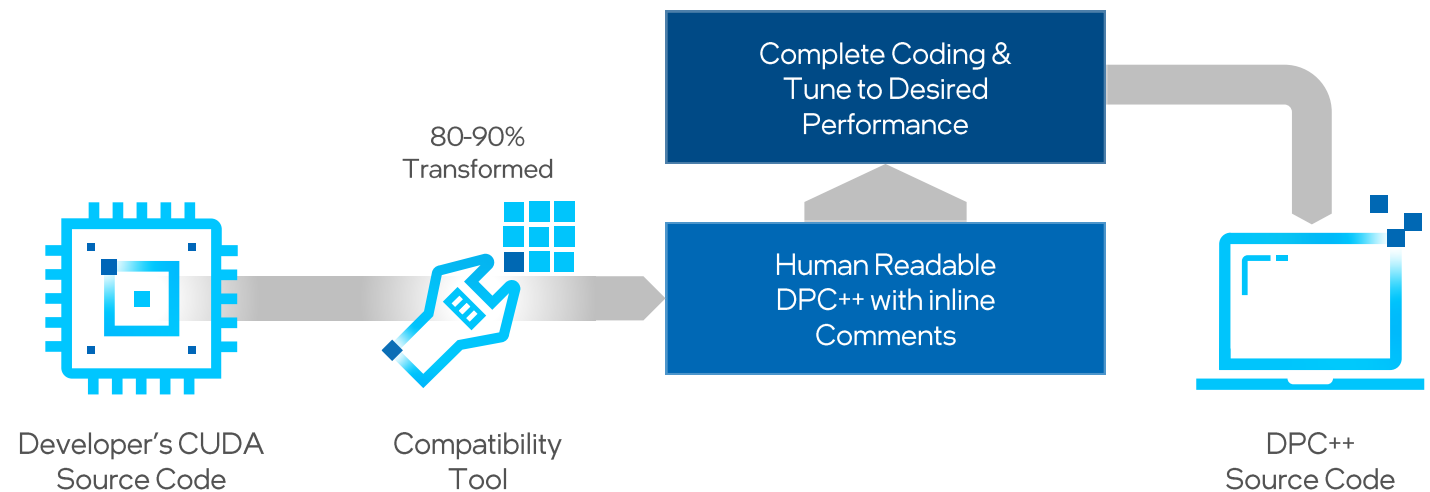 Complete Coding &
Tune to Desired
Performance
80-90%
Transformed
Human Readable
DPC++ with inline
Comments
Developer's CUDA
Source Code
Compatibility
Tool
DPC++
Source Code